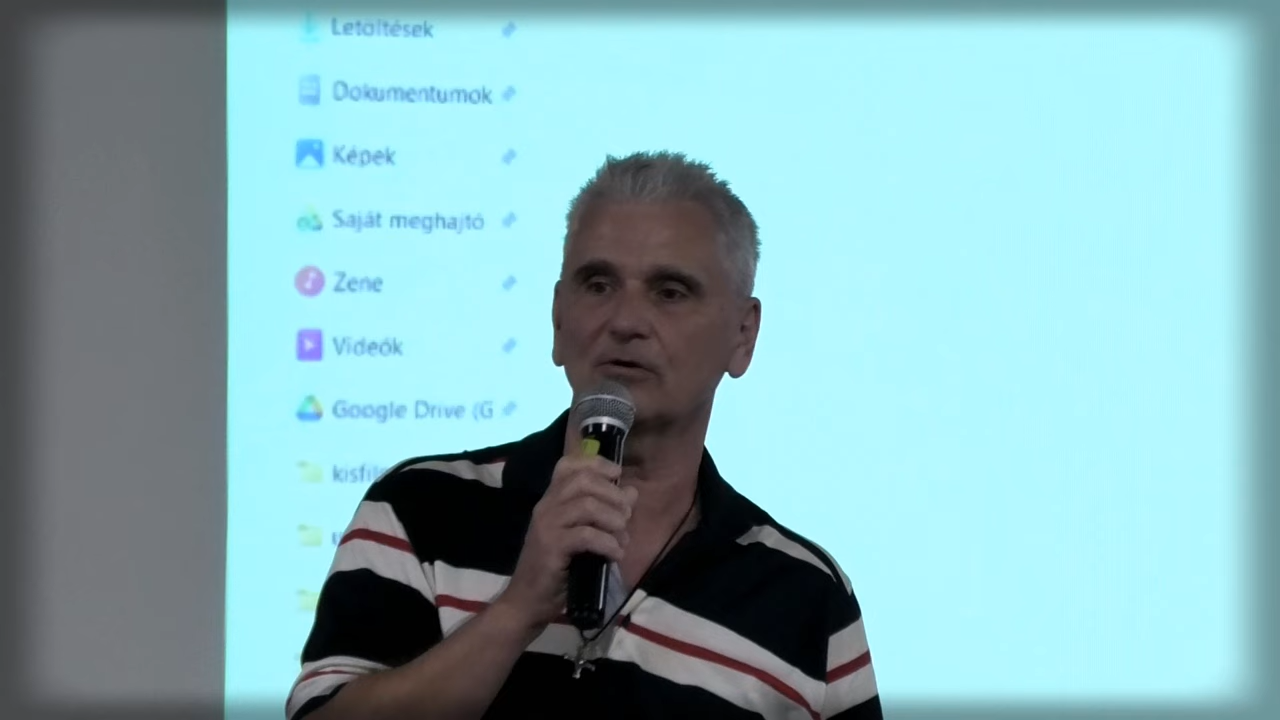 Letöltések
Dokumentumok
Képek
Saját meghajtó
Zene
Videók
Google Drive (G